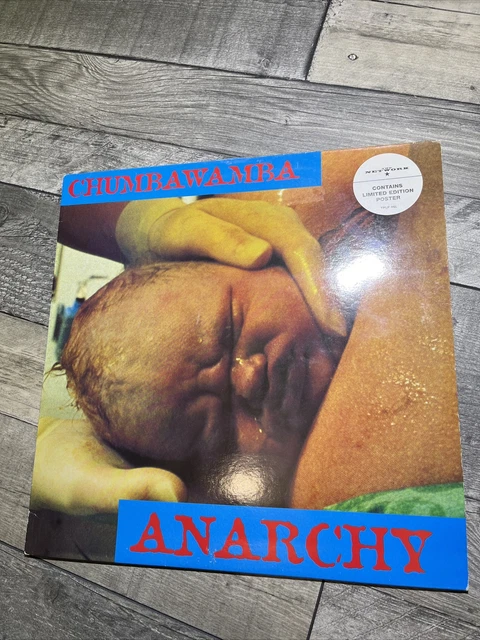 CHUMBAWAMBA
NETWORK
CONTAINS
LIMITED EDITION
POSTER
ANARCHY